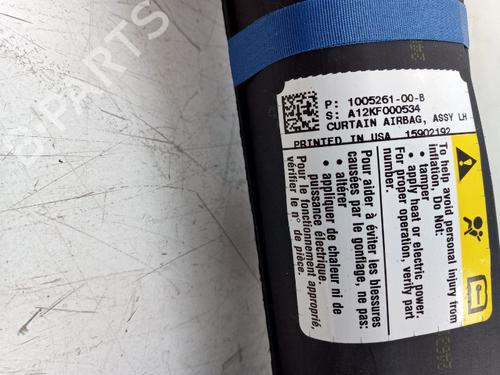 P: 1005261-00-B
S: A12KF000534
CURTAIN AIRBAG, ASSY LH
PRINTED IN USA 15902192
To help avoid personal injury from
inflation, Do Not:
• tamper
• apply heat or electric power.
For proper operation, verify part
number.
Pour aider à éviter les blessures
causées par le gonflage, ne pas:
• altérer
• appliquer de chaleur ni de
puissance électrique.
Pour le fonctionnement approprié,
vérifier le n° de pièce.
PARTS